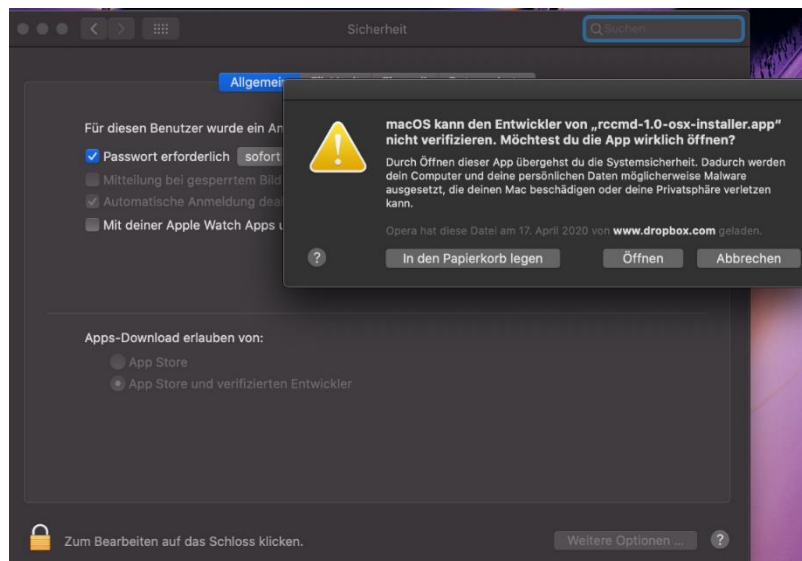 Sicherheit
Suchen
Allgemein
Für diesen Benutzer wurde ein An
Passwort erforderlich sofort
Mitteilung bei gesperrtem Bild
Automatische Anmeldung dea
Mit deiner Apple Watch Apps u
macOS kann den Entwickler von „rccmd-1.0-osx-installer.app“
nicht verifizieren. Möchtest du die App wirklich öffnen?
Durch Öffnen dieser App übergehst du die Systemsicherheit. Dadurch werden
dein Computer und deine persönlichen Daten möglicherweise Malware
ausgesetzt, die deinen Mac beschädigen oder deine Privatsphäre verletzen
kann.
Opera hat diese Datei am 17. April 2020 von www.dropbox.com geladen.
? In den Papierkorb legen Öffnen Abbrechen
Apps-Download erlauben von:
App Store
App Store und verifizierten Entwickler
Zum Bearbeiten auf das Schloss klicken.
Weitere Optionen ... ?